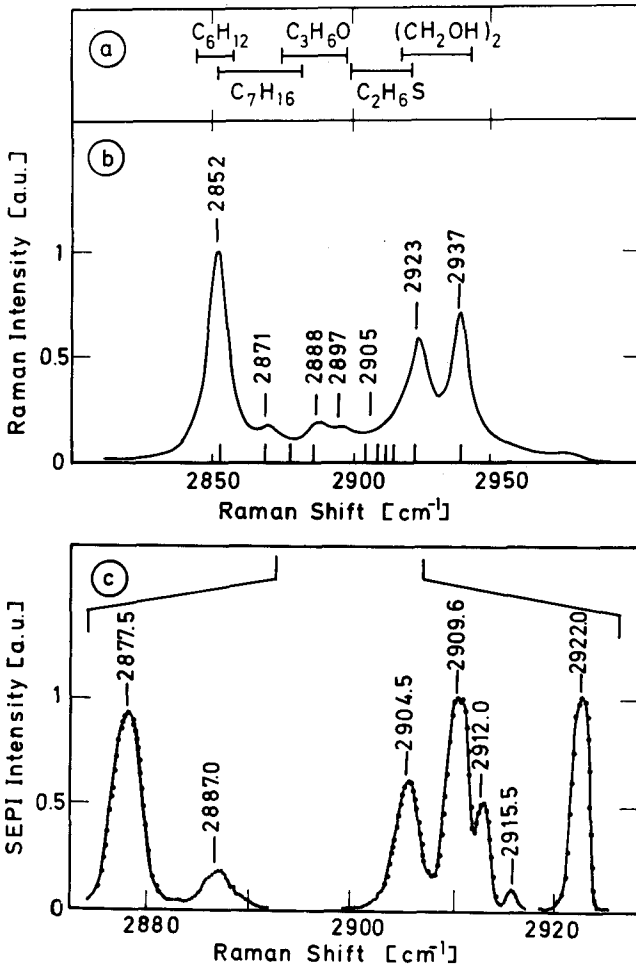 a
C₆H₁₂ C₃H₆O (CH₂OH)₂
C₇H₁₆ C₂H₆S
b
Raman Intensity [a.u.]
1
0.5
0
2852
2871
2888
2897
2905
2923
2937
2850 2900 2950
Raman Shift [cm⁻¹]
c
SEPI Intensity [a.u.]
1
0.5
0
2877.5
2887.0
2904.5
2909.6
2912.0
2915.5
2922.0
2880 2900 2920
Raman Shift [cm⁻¹]